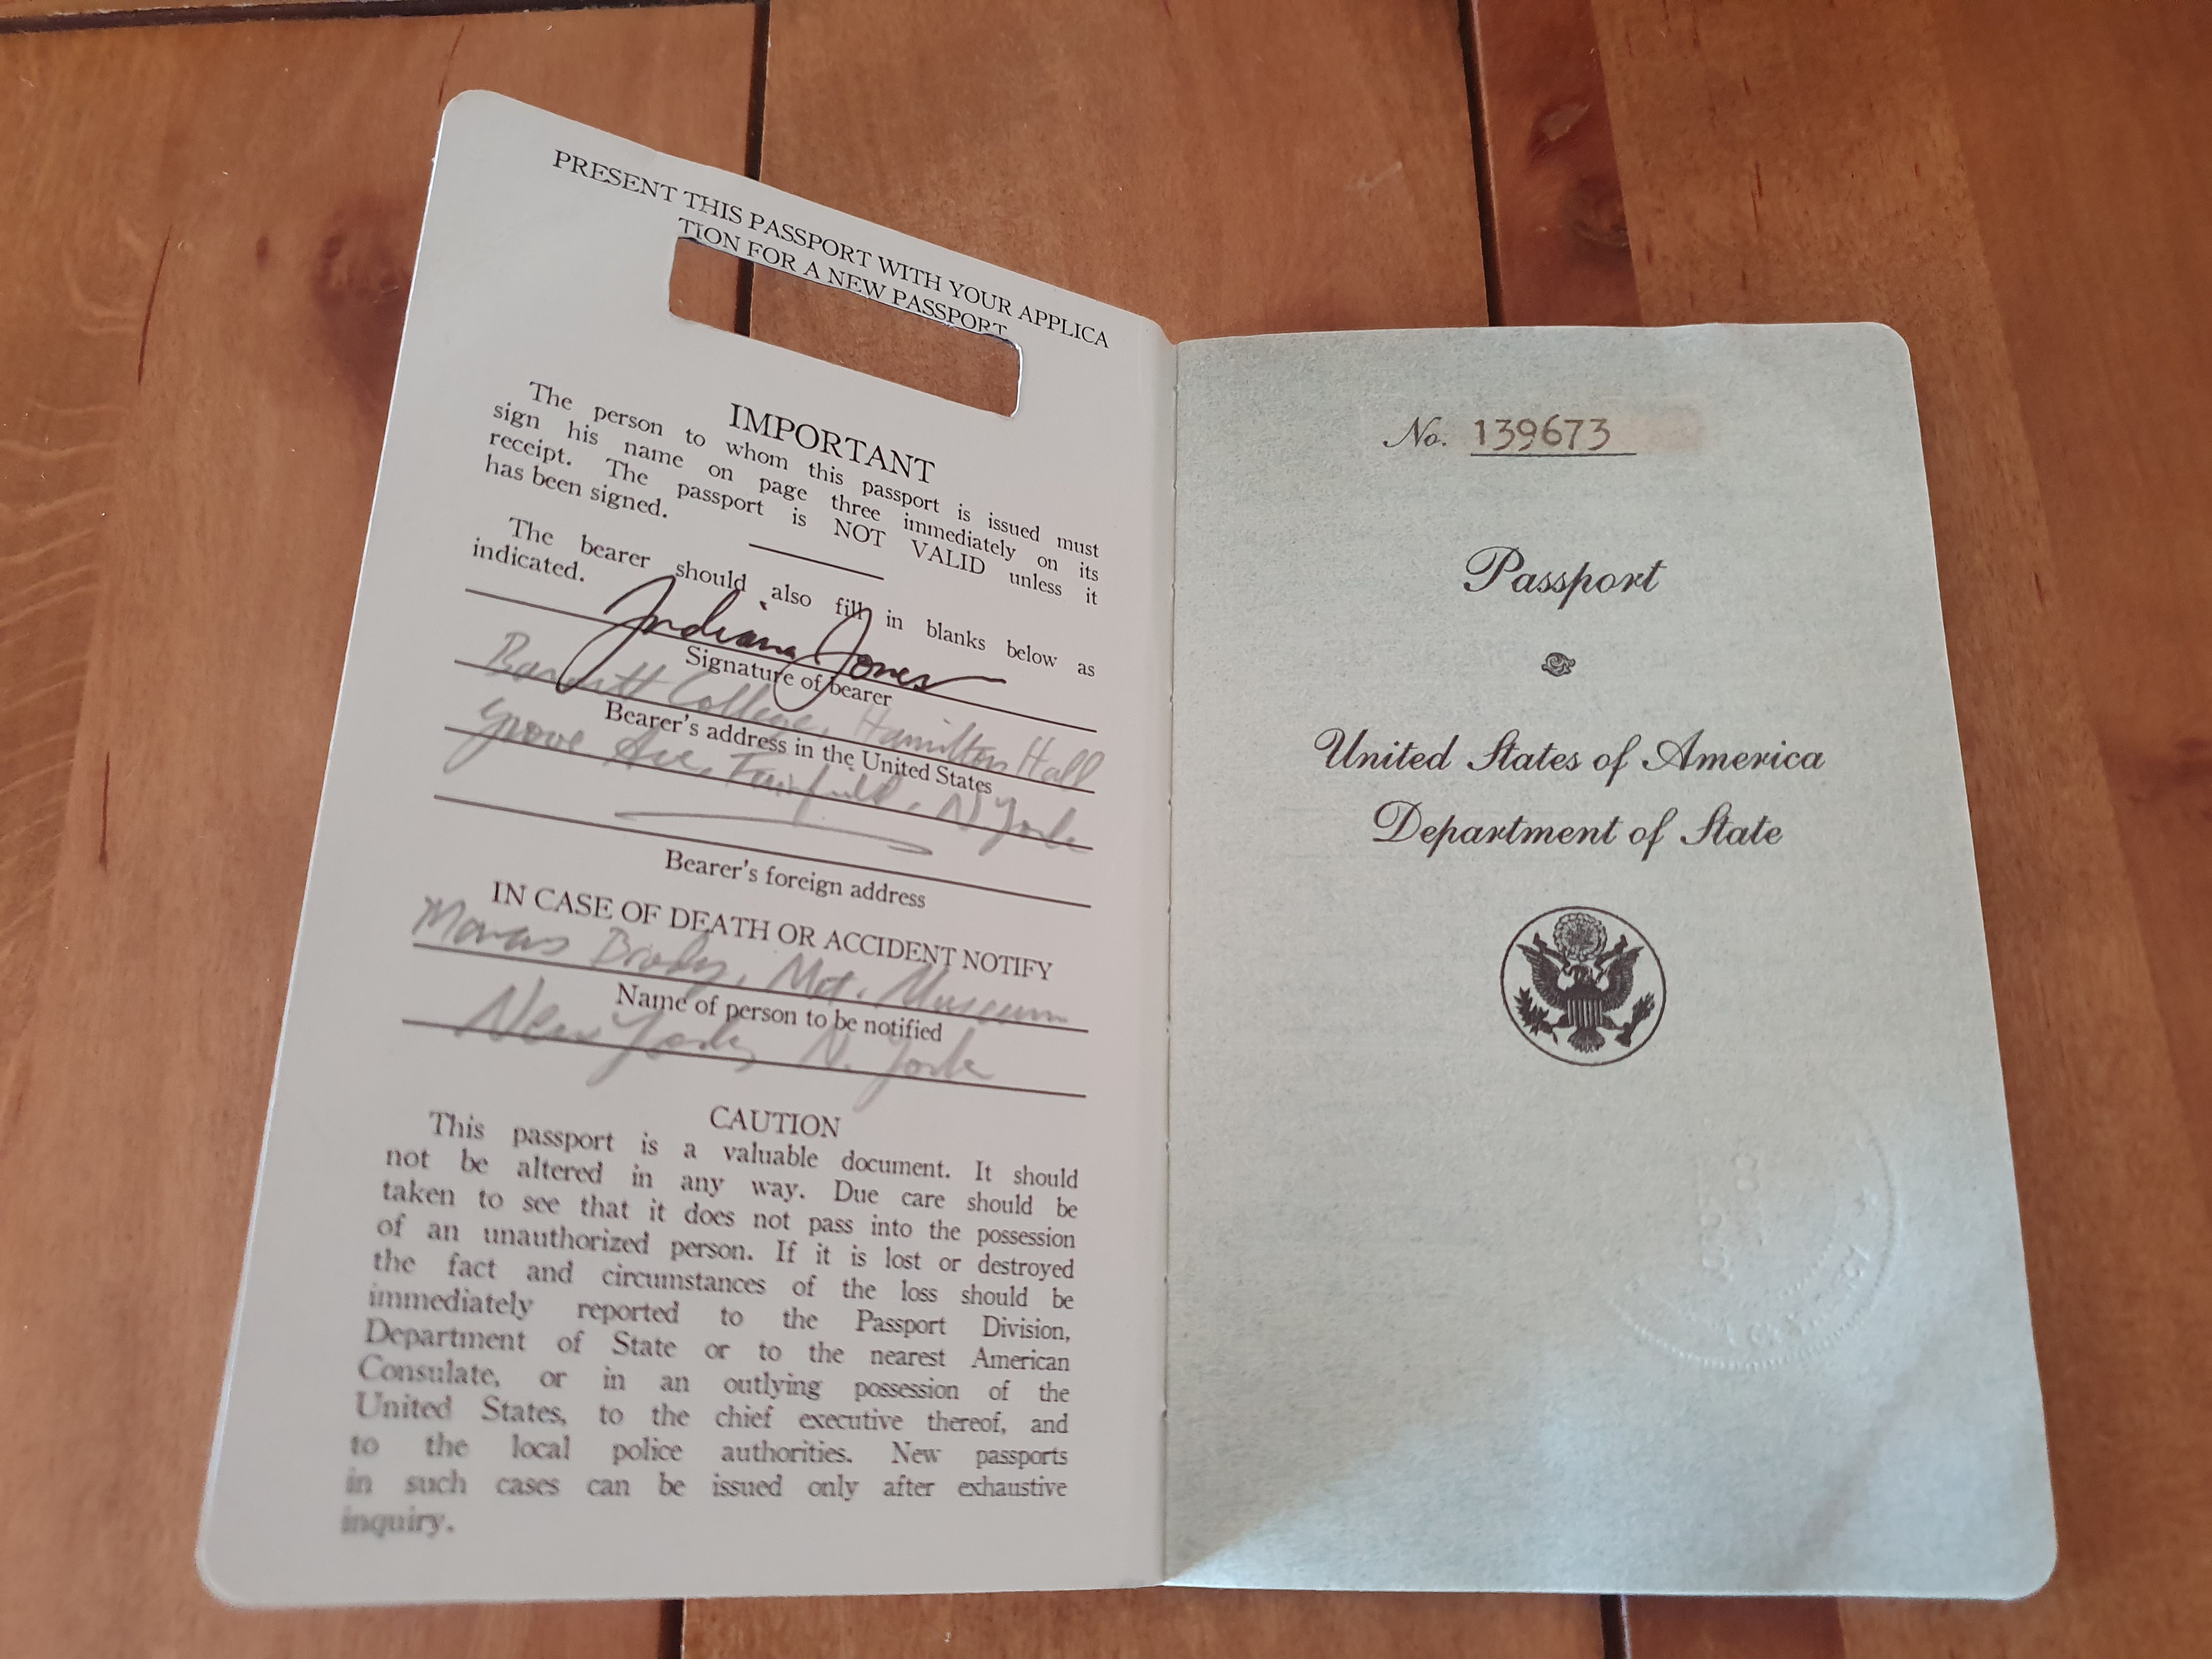 PRESENT THIS PASSPORT WITH YOUR APPLICA
TION FOR A NEW PASSPORT
IMPORTANT
The person to whom this passport is issued must
sign his name on page three immediately on its
receipt. The passport is NOT VALID unless it
has been signed.
The bearer should also fill in blanks below as
indicated.
Indiana Jones
Signature of bearer
Barnett College, Hamilton Hall
Bearer's address in the United States
Grove Ave, Fairfield, N York
Bearer's foreign address
IN CASE OF DEATH OR ACCIDENT NOTIFY
Marcus Brody, Museum
Name of person to be notified
New York, N. York
CAUTION
This passport is a valuable document. It should
not be altered in any way. Due care should be
taken to see that it does not pass into the possession
of an unauthorized person. If it is lost or destroyed
the fact and circumstances of the loss should be
immediately reported to the Passport Division,
Department of State or to the nearest American
Consulate, or in an outlying possession of the
United States, to the chief executive thereof, and
to the local police authorities. New passports
in such cases can be issued only after exhaustive
inquiry.
No. 139673
Passport
United States of America
Department of State